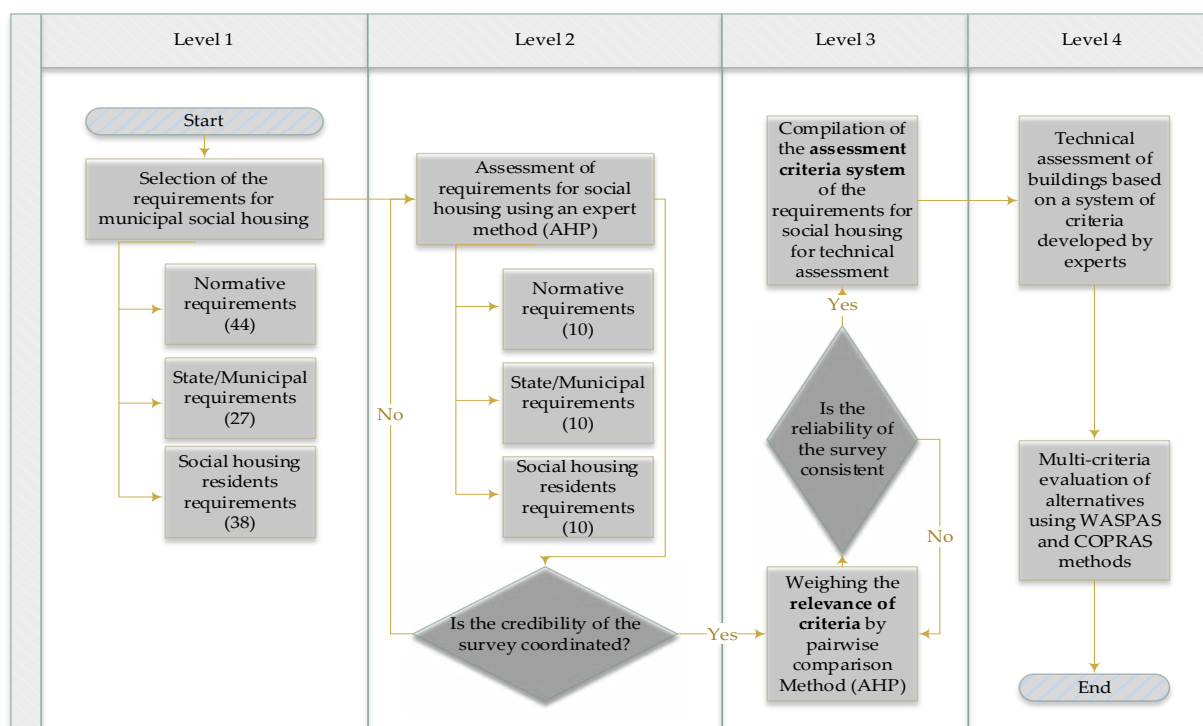 Level 1
Level 2
Level 3
Level 4
Start
Selection of the
requirements for
municipal social housing
Normative
requirements
(44)
State/Municipal
requirements
(27)
Social housing
residents
requirements
(38)
Assessment of
requirements for social
housing using an expert
method (AHP)
Normative
requirements
(10)
State/Municipal
requirements
(10)
Social housing
residents
requirements
(10)
No
Is the credibility of the
survey coordinated?
Yes
Compilation of
the assessment
criteria system
of the
requirements for
social housing
for technical
assessment
Yes
Is the
reliability of
the survey
consistent
No
Weighing the
relevance of
criteria by
pairwise
comparison
Method (AHP)
Technical
assessment of
buildings based
on a system of
criteria
developed by
experts
Multi-criteria
evaluation of
alternatives
using WASPAS
and COPRAS
methods
End